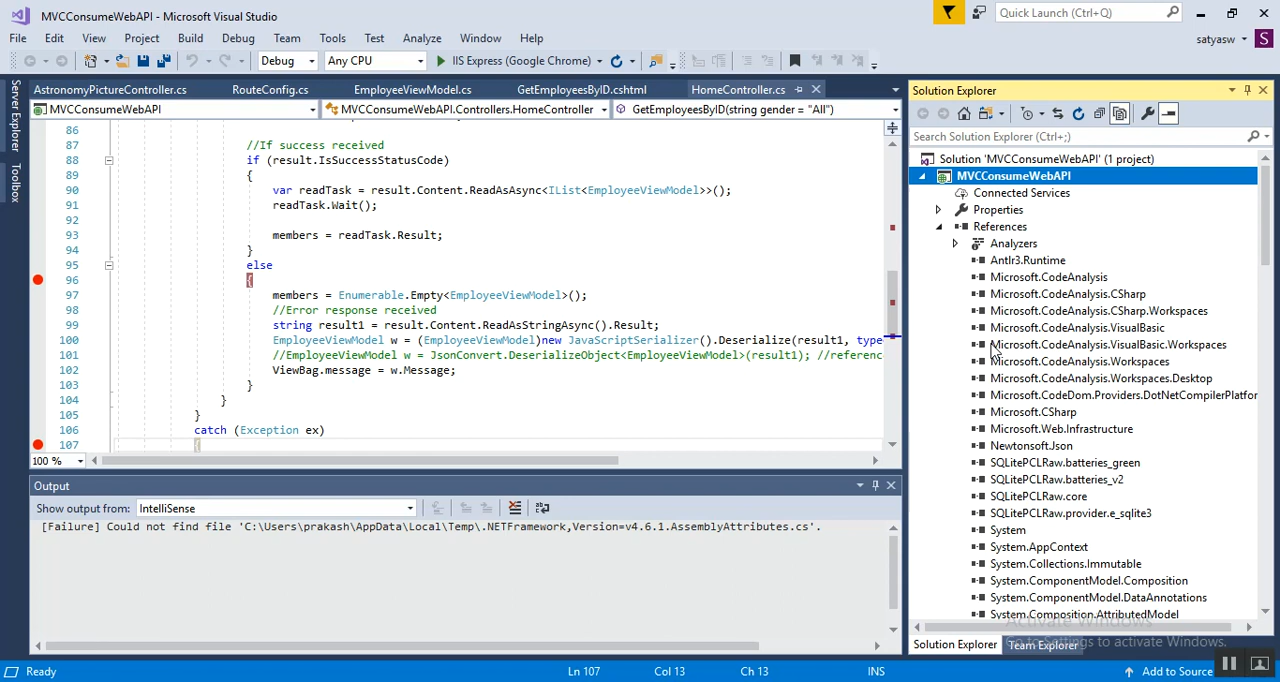 MVCConsumeWebAPI - Microsoft Visual Studio
Quick Launch (Ctrl+Q)
File Edit View Project Build Debug Team Tools Test Analyze Window Help
satyasw S
Debug Any CPU IIS Express (Google Chrome)
Server Explorer
Toolbox
AstronomyPictureController.cs RouteConfig.cs EmployeeViewModel.cs GetEmployeesByID.cshtml HomeController.cs
MVCConsumeWebAPI MVCConsumeWebAPI.Controllers.HomeController GetEmployeesByID(string gender = "All")
86
87 //If success received
88 if (result.IsSuccessStatusCode)
89 {
90 var readTask = result.Content.ReadAsAsync<IList<EmployeeViewModel>>();
91 readTask.Wait();
92
93 members = readTask.Result;
94 }
95 else
96 {
97 members = Enumerable.Empty<EmployeeViewModel>();
98 //Error response received
99 string result1 = result.Content.ReadAsStringAsync().Result;
100 EmployeeViewModel w = (EmployeeViewModel)new JavaScriptSerializer().Deserialize(result1, type
101 //EmployeeViewModel w = JsonConvert.DeserializeObject<EmployeeViewModel>(result1); //referenc
102 ViewBag.message = w.Message;
103 }
104 }
105 }
106 catch (Exception ex)
107 {
100 %
Output
Show output from: IntelliSense
[Failure] Could not find file 'C:\Users\prakash\AppData\Local\Temp\.NETFramework,Version=v4.6.1.AssemblyAttributes.cs'.
Solution Explorer
Search Solution Explorer (Ctrl+;)
Solution 'MVCConsumeWebAPI' (1 project)
MVCConsumeWebAPI
Connected Services
Properties
References
Analyzers
Antlr3.Runtime
Microsoft.CodeAnalysis
Microsoft.CodeAnalysis.CSharp
Microsoft.CodeAnalysis.CSharp.Workspaces
Microsoft.CodeAnalysis.VisualBasic
Microsoft.CodeAnalysis.VisualBasic.Workspaces
Microsoft.CodeAnalysis.Workspaces
Microsoft.CodeAnalysis.Workspaces.Desktop
Microsoft.CodeDom.Providers.DotNetCompilerPlatfor
Microsoft.CSharp
Microsoft.Web.Infrastructure
Newtonsoft.Json
SQLitePCLRaw.batteries_green
SQLitePCLRaw.batteries_v2
SQLitePCLRaw.core
SQLitePCLRaw.provider.e_sqlite3
System
System.AppContext
System.Collections.Immutable
System.ComponentModel.Composition
System.ComponentModel.DataAnnotations
System.Composition.AttributedModel
Activate Windows
Go to Settings to activate Windows.
Solution Explorer Team Explorer
Ready Ln 107 Col 13 Ch 13 INS Add to Source